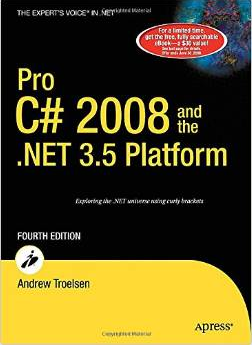 THE EXPERT'S VOICE® IN .NET
For a limited time,
get the free, fully searchable
eBook—a $30 value!
Pro
C# 2008 and the
.NET 3.5 Platform
Exploring the .NET universe using curly brackets
FOURTH EDITION
Andrew Troelsen
Apress®